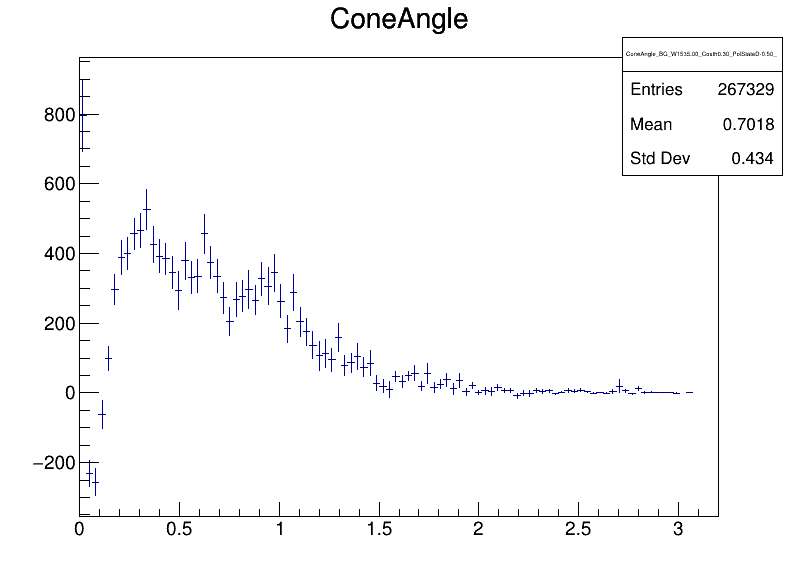 ConeAngle
ConeAngle_BG_W1535.00_Costh0.30_PolStateD-0.50_
Entries 267329
Mean 0.7018
Std Dev 0.434
800
600
400
200
0
−200
0 0.5 1 1.5 2 2.5 3